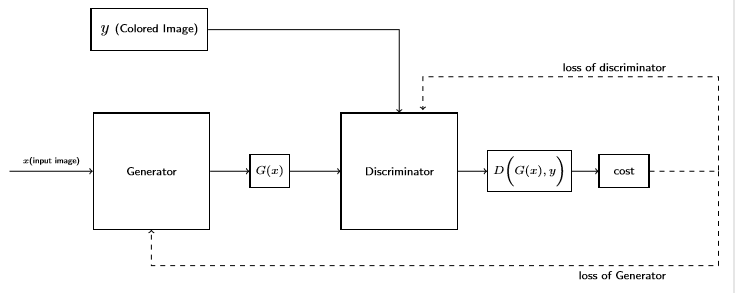 y (Colored Image)
loss of discriminator
x(input image)
Generator
G(x)
Discriminator
D(G(x), y)
cost
loss of Generator